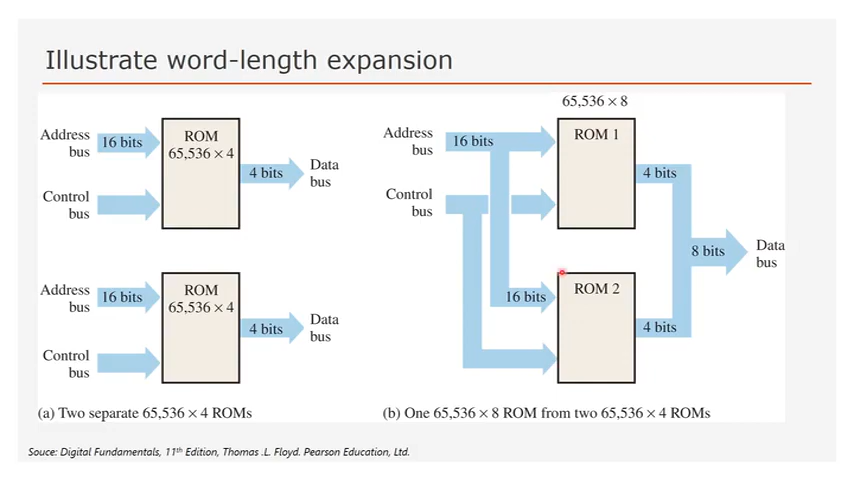 Illustrate word-length expansion
Address
bus
16 bits
ROM
65,536 × 4
4 bits
Data
bus
Control
bus
Address
bus
16 bits
ROM
65,536 × 4
4 bits
Data
bus
Control
bus
(a) Two separate 65,536 × 4 ROMs
65,536 × 8
Address
bus
16 bits
ROM 1
4 bits
Control
bus
8 bits
Data
bus
16 bits
ROM 2
4 bits
(b) One 65,536 × 8 ROM from two 65,536 × 4 ROMs
Souce: Digital Fundamentals, 11th Edition, Thomas .L. Floyd. Pearson Education, Ltd.